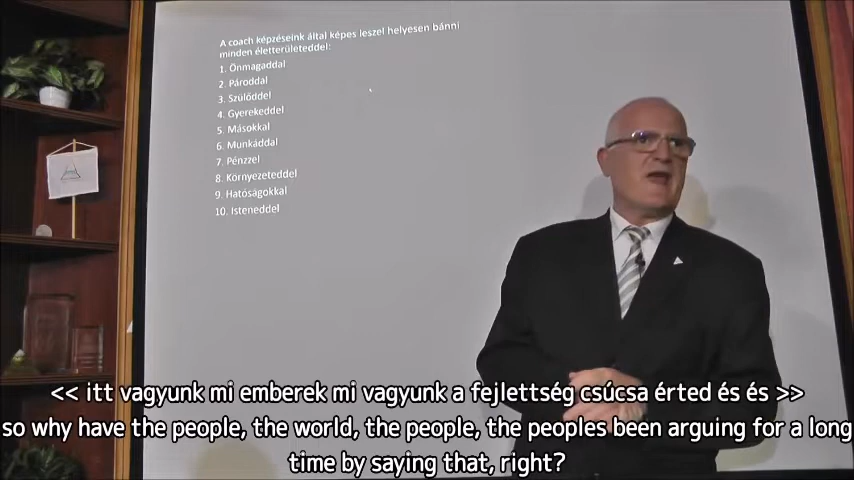 A coach képzéseink által képes leszel helyesen bánni
minden életterületeddel:
1. Önmagaddal
2. Pároddal
3. Szülőddel
4. Gyerekeddel
5. Másokkal
6. Munkáddal
7. Pénzzel
8. Környezeteddel
9. Hatóságokkal
10. Isteneddel
<< itt vagyunk mi emberek mi vagyunk a fejlettség csúcsa érted és és >>
so why have the people, the world, the people, the peoples been arguing for a long
time by saying that, right?